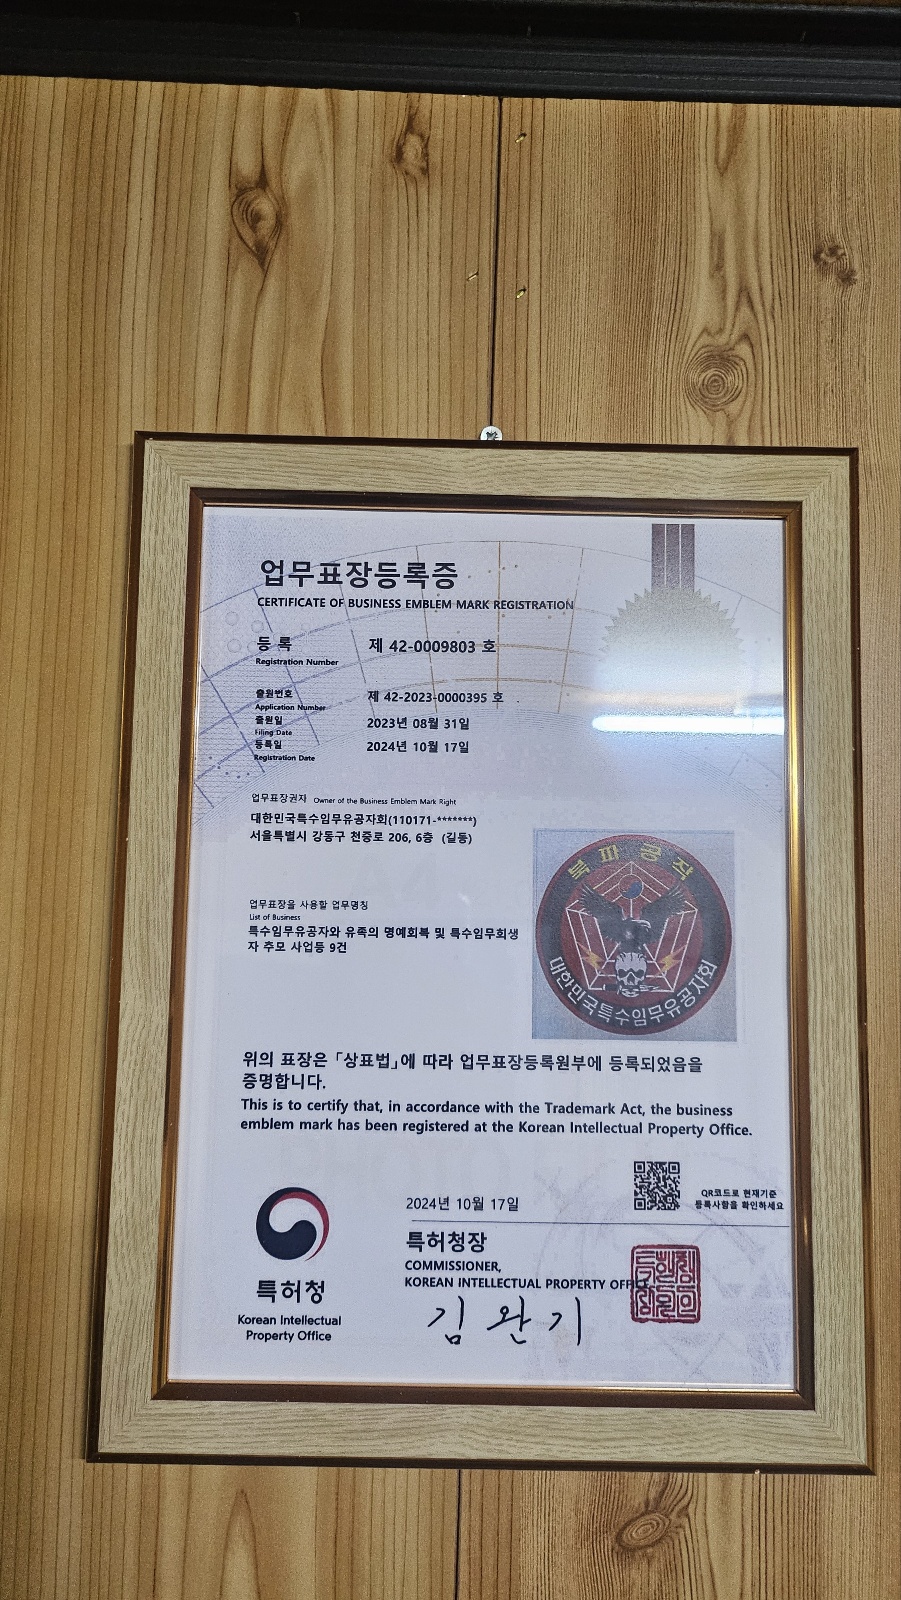 업무표장등록증
CERTIFICATE OF BUSINESS EMBLEM MARK REGISTRATION
등 록 제 42-0009803 호
Registration Number
출원번호 제 42-2023-0000395 호
Application Number
출원일 2023년 08월 31일
Filing Date
등록일 2024년 10월 17일
Registration Date
업무표장권자 Owner of the Business Emblem Mark Right
대한민국특수임무유공자회(110171-*******)
서울특별시 강동구 천중로 206, 6층 (길동)
북파공작
대한민국특수임무유공자회
업무표장을 사용할 업무명칭
List of Business
특수임무유공자와 유족의 명예회복 및 특수임무희생
자 추모 사업등 9건
위의 표장은 「상표법」에 따라 업무표장등록원부에 등록되었음을
증명합니다.
This is to certify that, in accordance with the Trademark Act, the business
emblem mark has been registered at the Korean Intellectual Property Office.
QR코드로 현재기준
등록사항을 확인하세요
2024년 10월 17일
특허청장
COMMISSIONER,
KOREAN INTELLECTUAL PROPERTY OFFICE
김 완 기
특허청
Korean Intellectual
Property Office